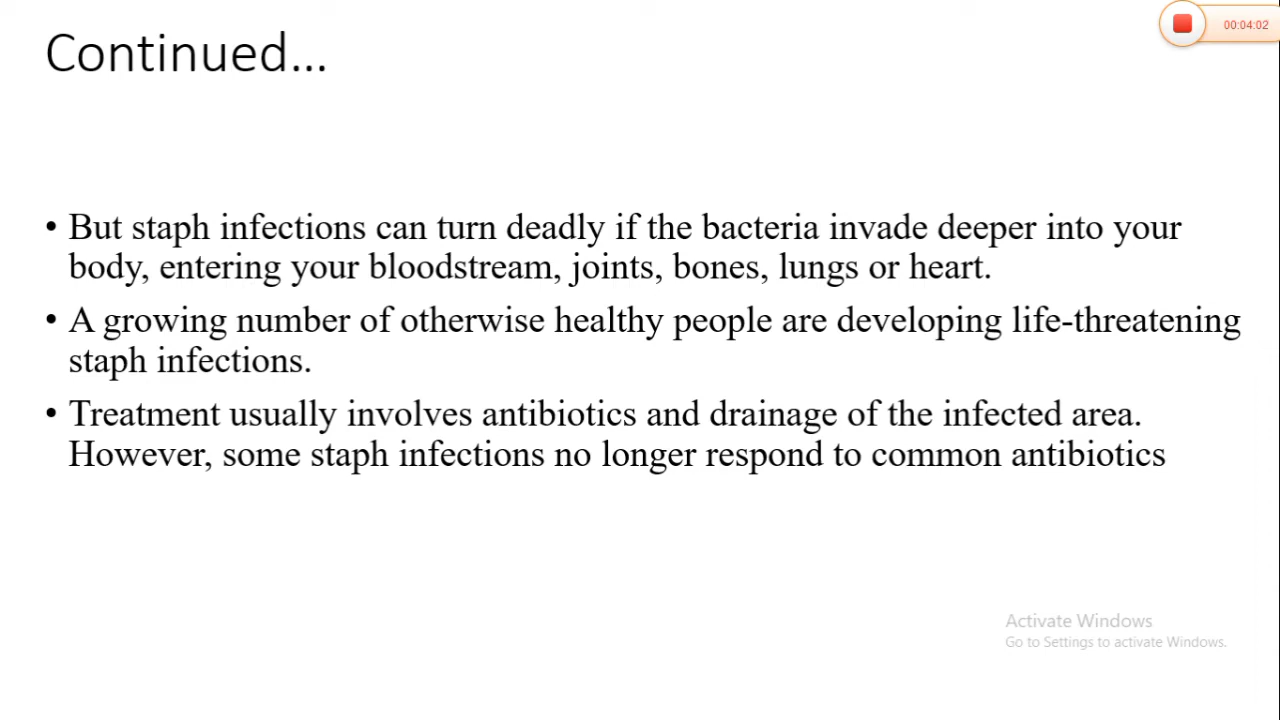 Continued...
00:04:02
• But staph infections can turn deadly if the bacteria invade deeper into your
body, entering your bloodstream, joints, bones, lungs or heart.
• A growing number of otherwise healthy people are developing life-threatening
staph infections.
• Treatment usually involves antibiotics and drainage of the infected area.
However, some staph infections no longer respond to common antibiotics
Activate Windows
Go to Settings to activate Windows.